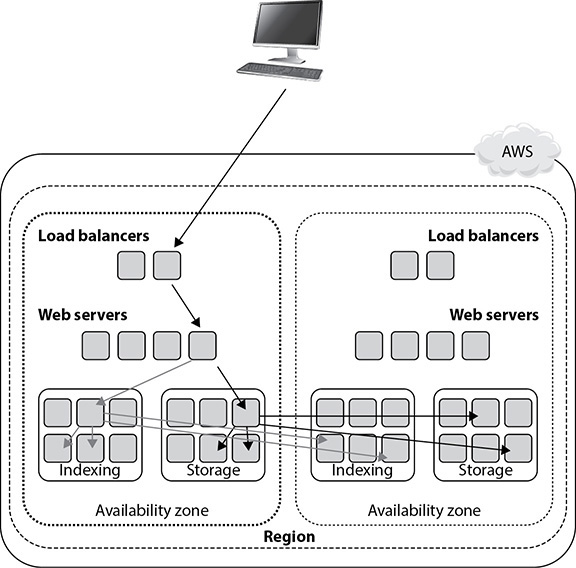 AWS
Load balancers
Load balancers
Web servers
Web servers
Indexing
Storage
Indexing
Storage
Availability zone
Availability zone
Region